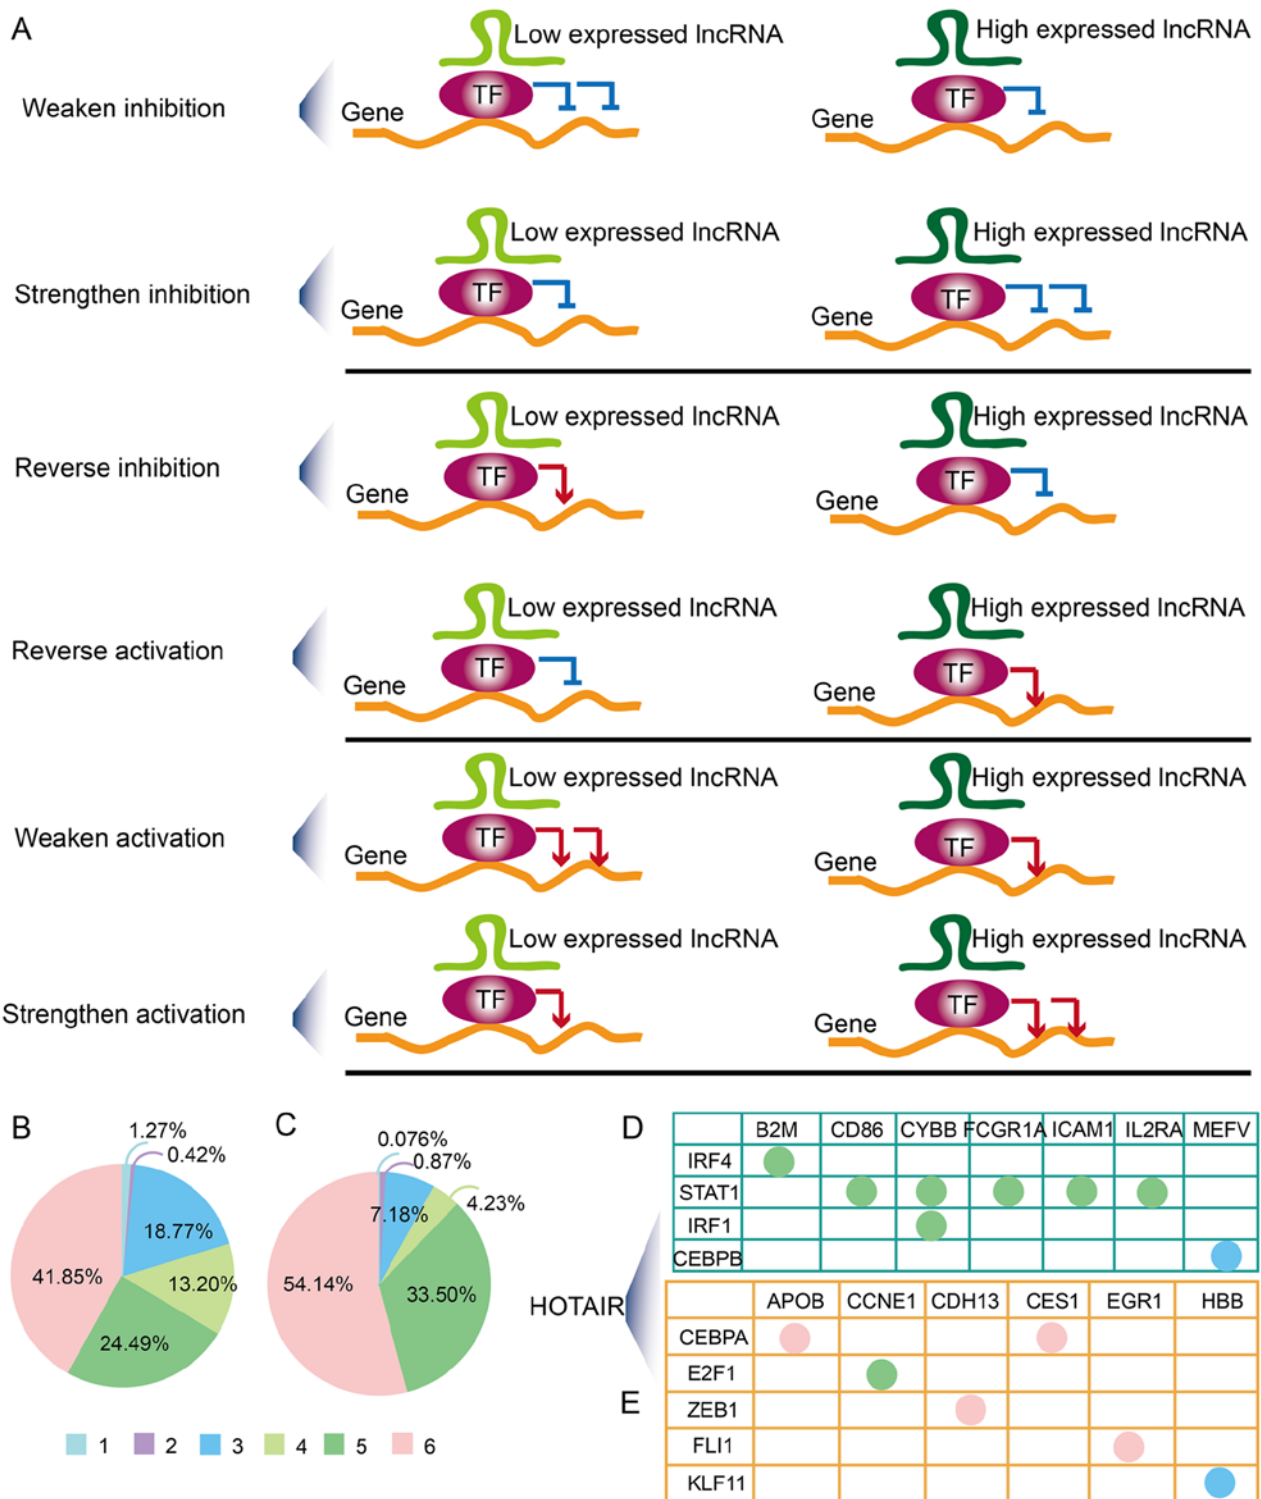 A
Low expressed lncRNA
High expressed lncRNA
Weaken inhibition
Gene
TF
Gene
TF
Low expressed lncRNA
High expressed lncRNA
Strengthen inhibition
Gene
TF
Gene
TF
Low expressed lncRNA
High expressed lncRNA
Reverse inhibition
Gene
TF
Gene
TF
Low expressed lncRNA
High expressed lncRNA
Reverse activation
Gene
TF
Gene
TF
Low expressed lncRNA
High expressed lncRNA
Weaken activation
Gene
TF
Gene
TF
Low expressed lncRNA
High expressed lncRNA
Strengthen activation
Gene
TF
Gene
TF
B
1.27%
0.42%
18.77%
13.20%
24.49%
41.85%
C
0.076%
0.87%
7.18%
4.23%
33.50%
54.14%
1 2 3 4 5 6
HOTAIR
D
B2M CD86 CYBB FCGR1A ICAM1 IL2RA MEFV
IRF4
STAT1
IRF1
CEBPB
E
APOB CCNE1 CDH13 CES1 EGR1 HBB
CEBPA
E2F1
ZEB1
FLI1
KLF11